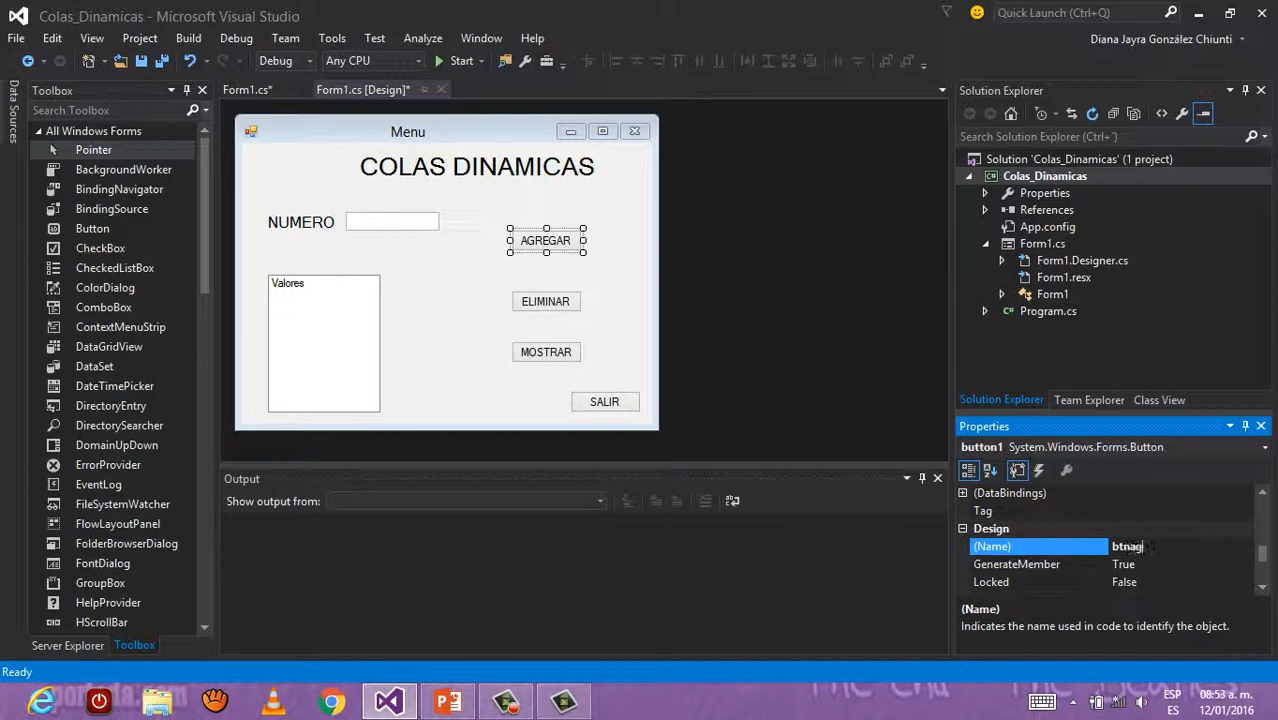 Colas_Dinamicas - Microsoft Visual Studio
Quick Launch (Ctrl+Q)
File Edit View Project Build Debug Team Tools Test Analyze Window Help
Diana Jayra González Chiunti
Debug Any CPU Start
Data Sources
Toolbox
Search Toolbox
All Windows Forms
Pointer
BackgroundWorker
BindingNavigator
BindingSource
Button
CheckBox
CheckedListBox
ColorDialog
ComboBox
ContextMenuStrip
DataGridView
DataSet
DateTimePicker
DirectoryEntry
DirectorySearcher
DomainUpDown
ErrorProvider
EventLog
FileSystemWatcher
FlowLayoutPanel
FolderBrowserDialog
FontDialog
GroupBox
HelpProvider
HScrollBar
Server Explorer Toolbox
Form1.cs* Form1.cs [Design]*
Menu
COLAS DINAMICAS
NUMERO
AGREGAR
Valores
ELIMINAR
MOSTRAR
SALIR
Output
Show output from:
Solution Explorer
Search Solution Explorer (Ctrl+´)
Solution 'Colas_Dinamicas' (1 project)
Colas_Dinamicas
Properties
References
App.config
Form1.cs
Form1.Designer.cs
Form1.resx
Form1
Program.cs
Solution Explorer Team Explorer Class View
Properties
button1 System.Windows.Forms.Button
(DataBindings)
Tag
Design
(Name) btnag
GenerateMember True
Locked False
(Name)
Indicates the name used in code to identify the object.
Ready
ESP 08:53 a. m.
ES 12/01/2016